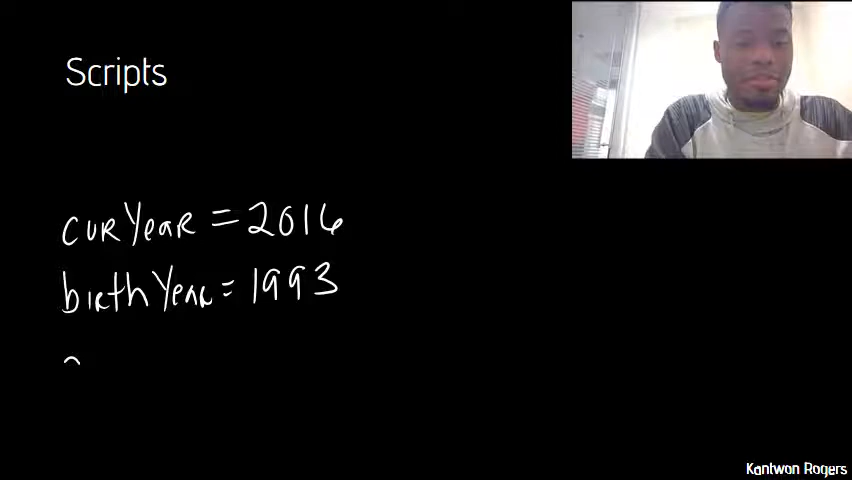 Scripts
curYear = 2016
birthYear = 1993
Kantwon Rogers